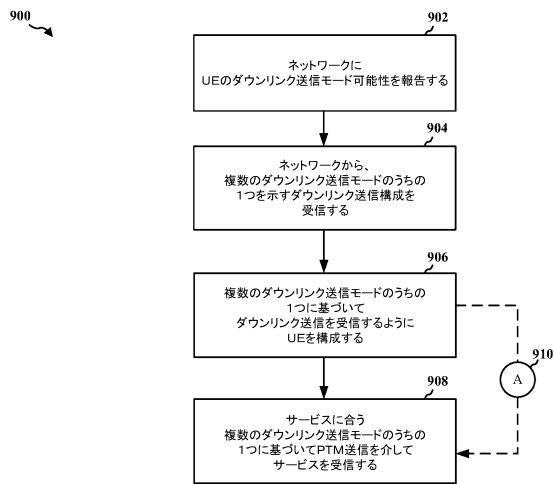 900
902
ネットワークに
UEのダウンリンク送信モード可能性を報告する
904
ネットワークから、
複数のダウンリンク送信モードのうちの
1つを示すダウンリンク送信構成を
受信する
906
複数のダウンリンク送信モードのうちの
1つに基づいて
ダウンリンク送信を受信するように
UEを構成する
910
A
908
サービスに合う
複数のダウンリンク送信モードのうちの
1つに基づいてPTM送信を介して
サービスを受信する